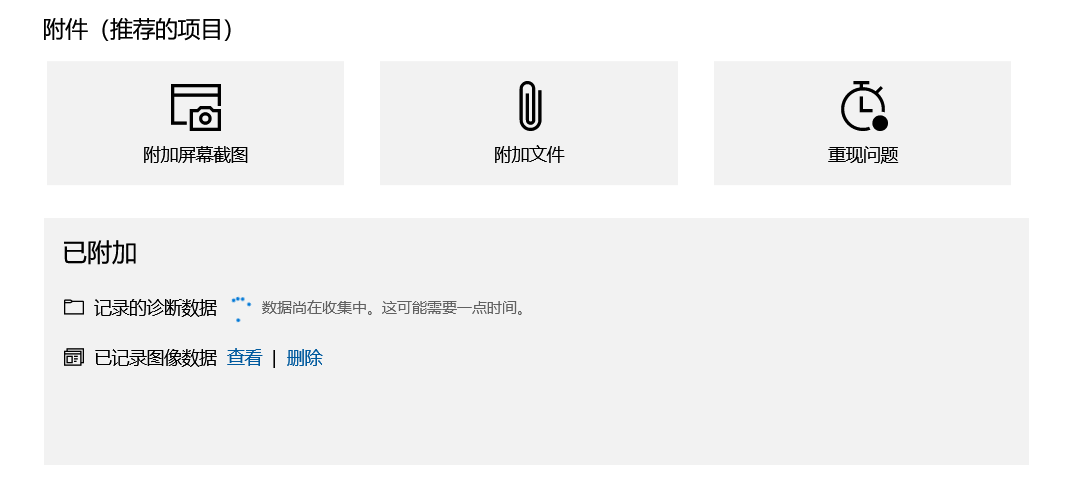 附件（推荐的项目）
附加屏幕截图
附加文件
重现问题
已附加
记录的诊断数据 数据尚在收集中。这可能需要一点时间。
已记录图像数据 查看 | 删除